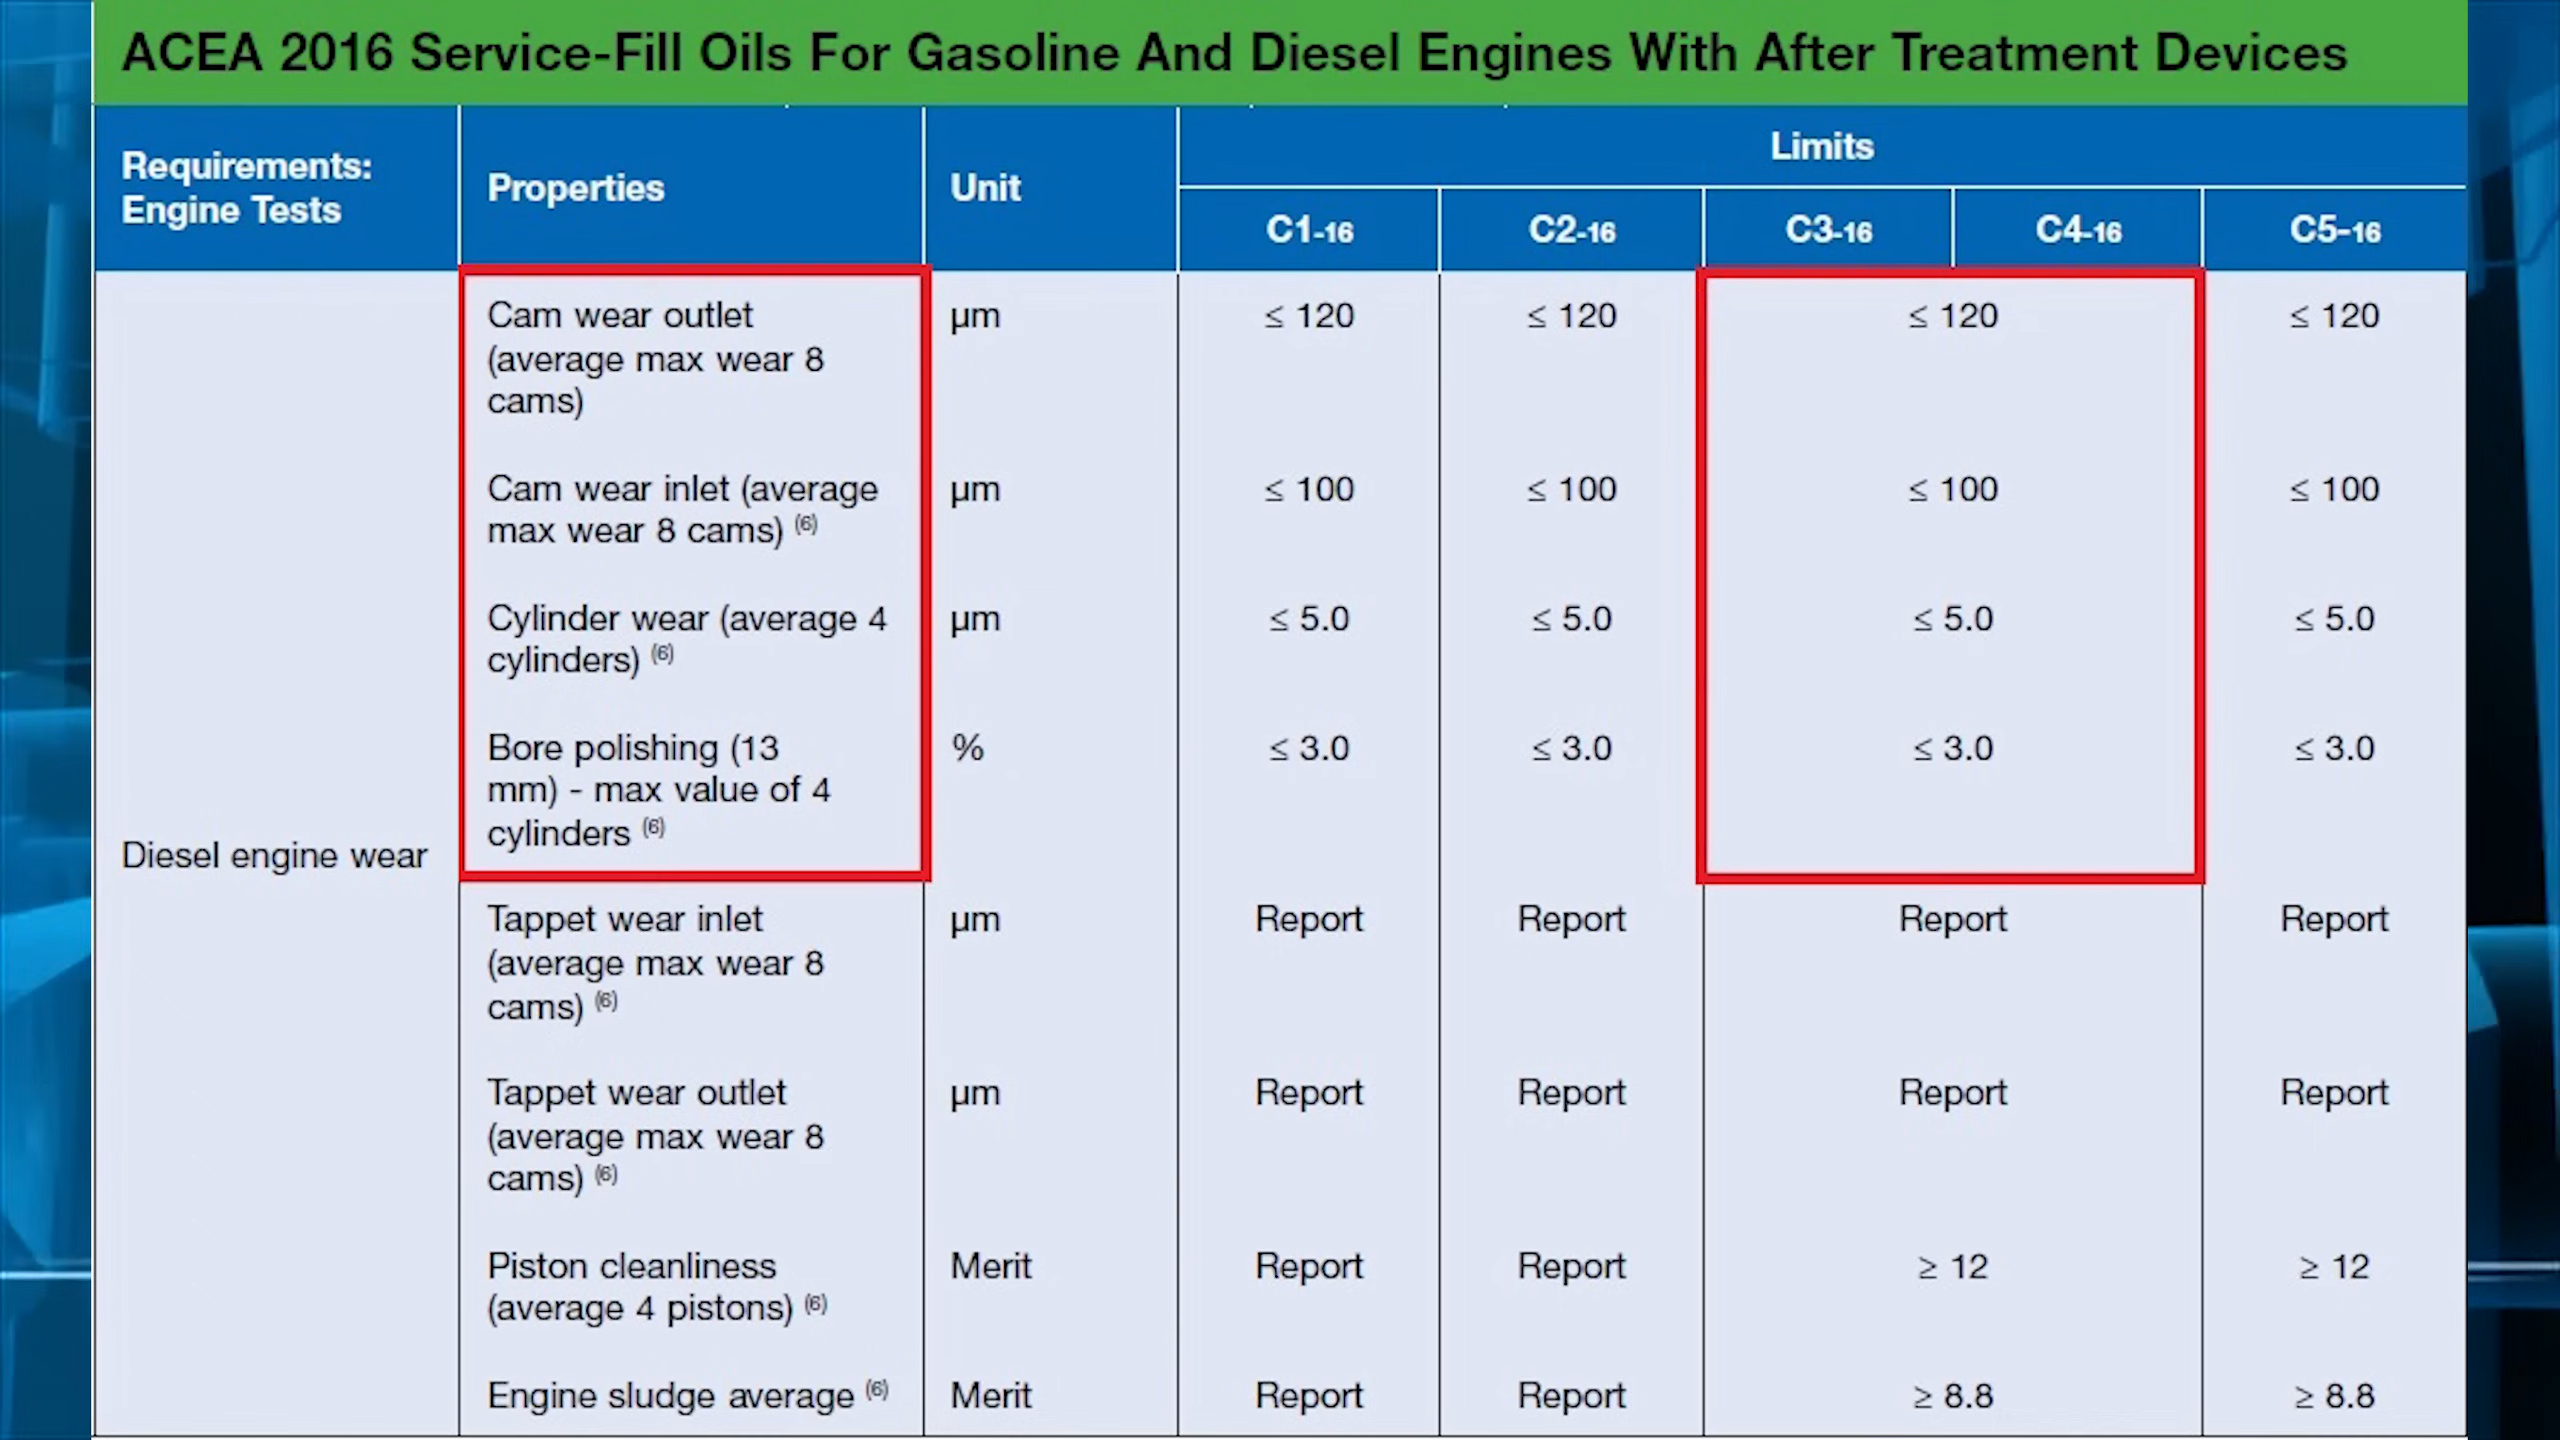 ACEA 2016 Service-Fill Oils For Gasoline And Diesel Engines With After Treatment Devices
Requirements:
Engine Tests
Properties
Unit
Limits
C1-16
C2-16
C3-16
C4-16
C5-16
Diesel engine wear
Cam wear outlet
(average max wear 8
cams)
µm
≤ 120
≤ 120
≤ 120
≤ 120
Cam wear inlet (average
max wear 8 cams) (6)
µm
≤ 100
≤ 100
≤ 100
≤ 100
Cylinder wear (average 4
cylinders) (6)
µm
≤ 5.0
≤ 5.0
≤ 5.0
≤ 5.0
Bore polishing (13
mm) - max value of 4
cylinders (6)
%
≤ 3.0
≤ 3.0
≤ 3.0
≤ 3.0
Tappet wear inlet
(average max wear 8
cams) (6)
µm
Report
Report
Report
Report
Tappet wear outlet
(average max wear 8
cams) (6)
µm
Report
Report
Report
Report
Piston cleanliness
(average 4 pistons) (6)
Merit
Report
Report
≥ 12
≥ 12
Engine sludge average (6)
Merit
Report
Report
≥ 8.8
≥ 8.8